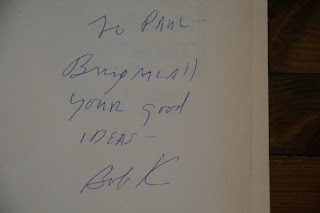 To PAUL-
Bring me all
your good
IDEAS-
Bob K